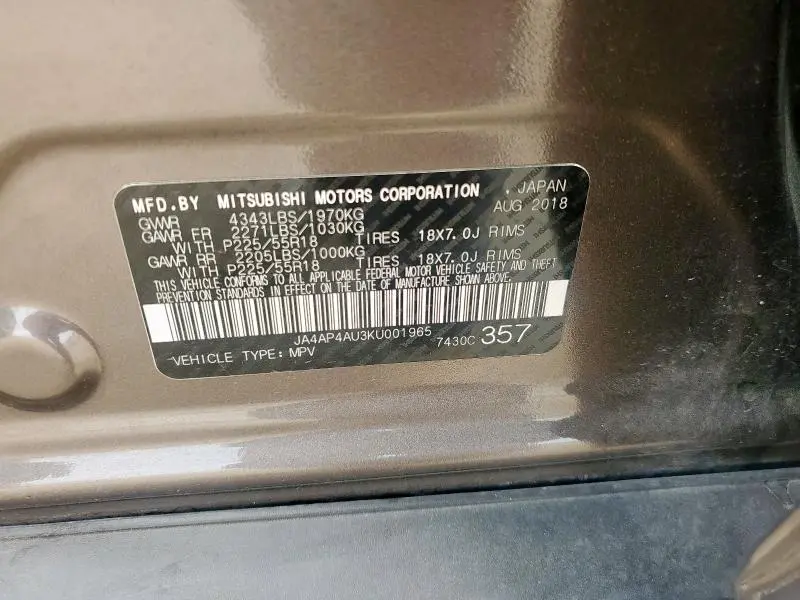 MFD.BY MITSUBISHI MOTORS CORPORATION , JAPAN
GWVR 4343LBS/1970KG AUG 2018
GAWR FR 2271LBS/1030KG
WITH P225/55R18 TIRES 18X7.0J RIMS
GAWR RR 2205LBS/1000KG
WITH P225/55R18 TIRES 18X7.0J RIMS
THIS VEHICLE CONFORMS TO ALL APPLICABLE FEDERAL MOTOR VEHICLE SAFETY AND THEFT
PREVENTION STANDARDS IN EFFECT ON THE DATE OF MANUFACTURE SHOWN ABOVE.
JA4AP4AU3KU001965 7430C 357
VEHICLE TYPE: MPV